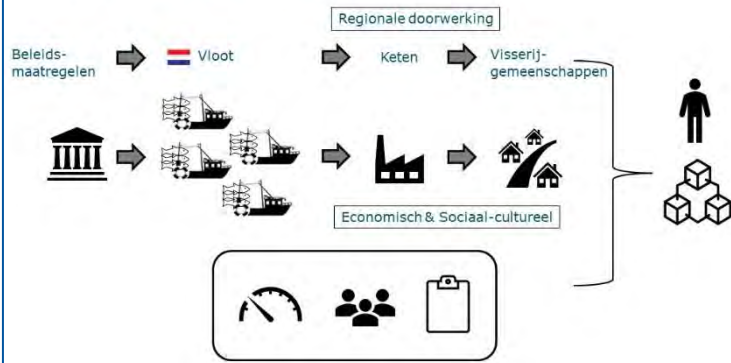 Regionale doorwerking
Beleids-
maatregelen
Vloot
Keten
Visserij-
gemeenschappen
Economisch & Sociaal-cultureel